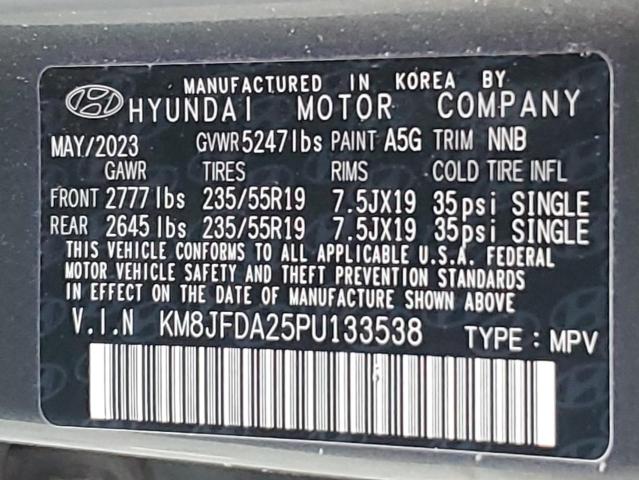 MANUFACTURED IN KOREA BY
HYUNDAI MOTOR COMPANY
MAY/2023 GVWR 5247lbs PAINT A5G TRIM NNB
GAWR TIRES RIMS COLD TIRE INFL
FRONT 2777lbs 235/55R19 7.5JX19 35psi SINGLE
REAR 2645lbs 235/55R19 7.5JX19 35psi SINGLE
THIS VEHICLE CONFORMS TO ALL APPLICABLE U.S.A. FEDERAL
MOTOR VEHICLE SAFETY AND THEFT PREVENTION STANDARDS
IN EFFECT ON THE DATE OF MANUFACTURE SHOWN ABOVE
V.I.N KM8JFDA25PU133538 TYPE: MPV